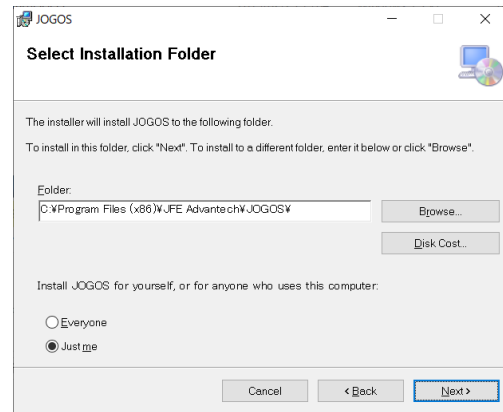 JOGOS
Select Installation Folder
The installer will install JOGOS to the following folder.
To install in this folder, click "Next". To install to a different folder, enter it below or click "Browse".
Folder:
C:¥Program Files (x86)¥JFE Advantech¥JOGOS¥
Browse...
Disk Cost...
Install JOGOS for yourself, or for anyone who uses this computer:
Everyone
Just me
Cancel
< Back
Next >